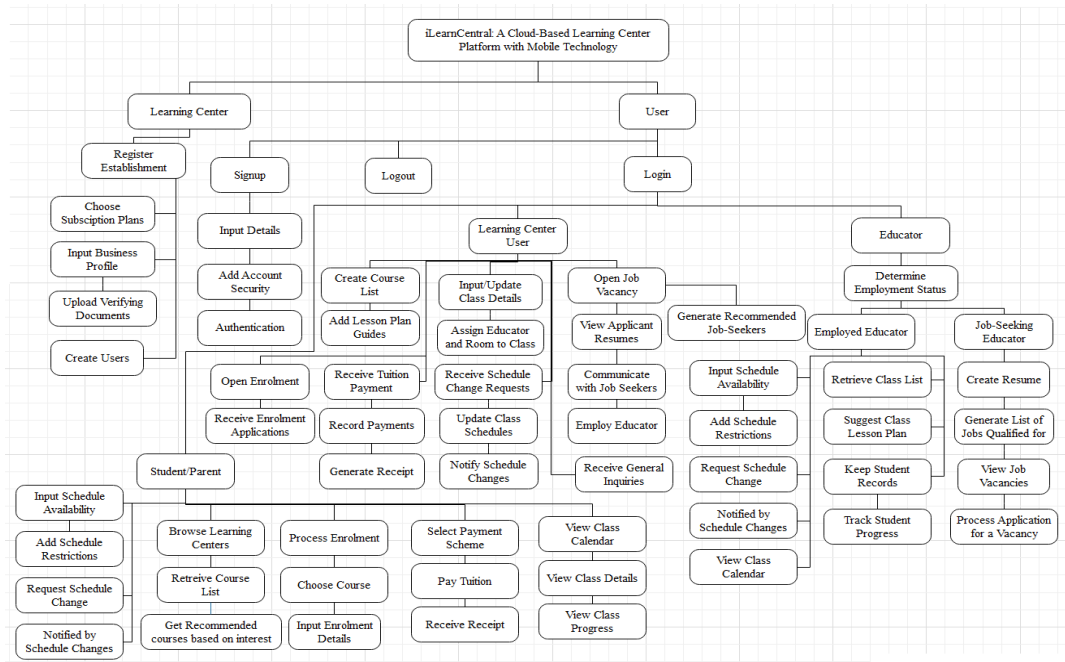 iLearnCentral: A Cloud-Based Learning Center
Platform with Mobile Technology
Learning Center
User
Register
Establishment
Signup
Logout
Login
Choose
Subsciption Plans
Input Details
Learning Center
User
Educator
Input Business
Profile
Add Account
Security
Create Course
List
Input/Update
Class Details
Open Job
Vacancy
Determine
Employment Status
Upload Verifying
Documents
Authentication
Add Lesson Plan
Guides
Assign Educator
and Room to Class
View Applicant
Resumes
Generate Recommended
Job-Seekers
Employed Educator
Job-Seeking
Educator
Create Users
Open Enrolment
Receive Tuition
Payment
Receive Schedule
Change Requests
Communicate
with Job Seekers
Input Schedule
Availability
Retrieve Class List
Create Resume
Receive Enrolment
Applications
Record Payments
Update Class
Schedules
Employ Educator
Add Schedule
Restrictions
Suggest Class
Lesson Plan
Generate List of
Jobs Qualified for
Student/Parent
Generate Receipt
Notify Schedule
Changes
Receive General
Inquiries
Request Schedule
Change
Keep Student
Records
View Job
Vacancies
Input Schedule
Availability
Browse Learning
Centers
Process Enrolment
Select Payment
Scheme
View Class
Calendar
Notified by
Schedule Changes
Track Student
Progress
Process Application
for a Vacancy
Add Schedule
Restrictions
Retreive Course
List
Choose Course
Pay Tuition
View Class Details
View Class
Calendar
Request Schedule
Change
Get Recommended
courses based on interest
Input Enrolment
Details
Receive Receipt
View Class
Progress
Notified by
Schedule Changes